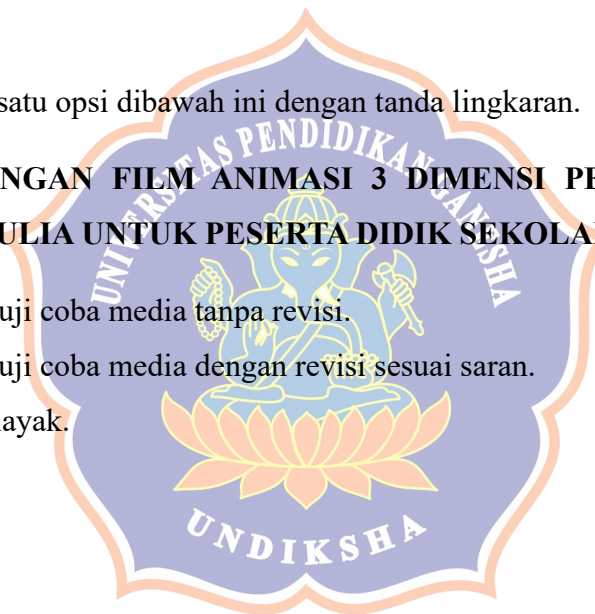 satu opsi dibawah ini dengan tanda lingkaran.
UNIVERSITAS PENDIDIKAN GANESHA
NGAN FILM ANIMASI 3 DIMENSI PE
ULIA UNTUK PESERTA DIDIK SEKOLA
uji coba media tanpa revisi.
uji coba media dengan revisi sesuai saran.
layak.
UNDIKSHA